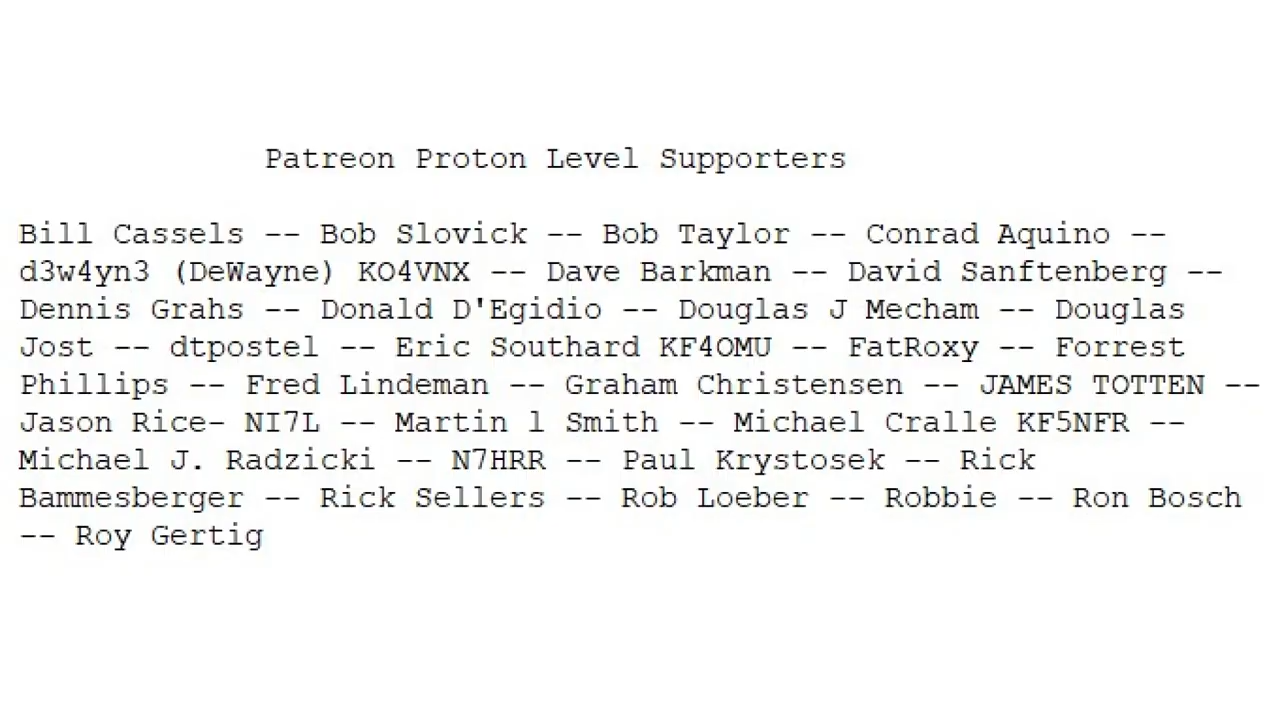 Patreon Proton Level Supporters
Bill Cassels -- Bob Slovick -- Bob Taylor -- Conrad Aquino --
d3w4yn3 (DeWayne) KO4VNX -- Dave Barkman -- David Sanftenberg --
Dennis Grahs -- Donald D'Egidio -- Douglas J Mecham -- Douglas
Jost -- dtpostel -- Eric Southard KF4OMU -- FatRoxy -- Forrest
Phillips -- Fred Lindeman -- Graham Christensen -- JAMES TOTTEN --
Jason Rice- NI7L -- Martin l Smith -- Michael Cralle KF5NFR --
Michael J. Radzicki -- N7HRR -- Paul Krystosek -- Rick
Bammesberger -- Rick Sellers -- Rob Loeber -- Robbie -- Ron Bosch
-- Roy Gertig